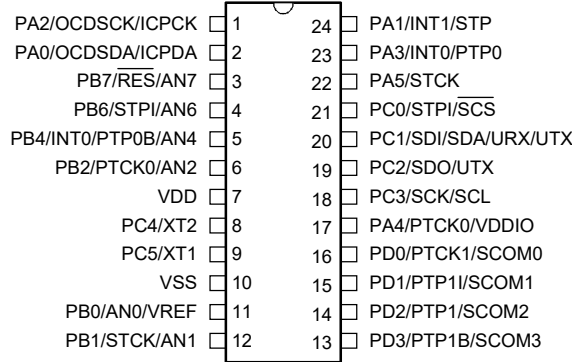 PA2/OCDSCK/ICPCK 1 24 PA1/INT1/STP
PA0/OCDSDA/ICPDA 2 23 PA3/INT0/PTP0
PB7/RES/AN7 3 22 PA5/STCK
PB6/STPI/AN6 4 21 PC0/STPI/SCS
PB4/INT0/PTP0B/AN4 5 20 PC1/SDI/SDA/URX/UTX
PB2/PTCK0/AN2 6 19 PC2/SDO/UTX
VDD 7 18 PC3/SCK/SCL
PC4/XT2 8 17 PA4/PTCK0/VDDIO
PC5/XT1 9 16 PD0/PTCK1/SCOM0
VSS 10 15 PD1/PTP1I/SCOM1
PB0/AN0/VREF 11 14 PD2/PTP1/SCOM2
PB1/STCK/AN1 12 13 PD3/PTP1B/SCOM3